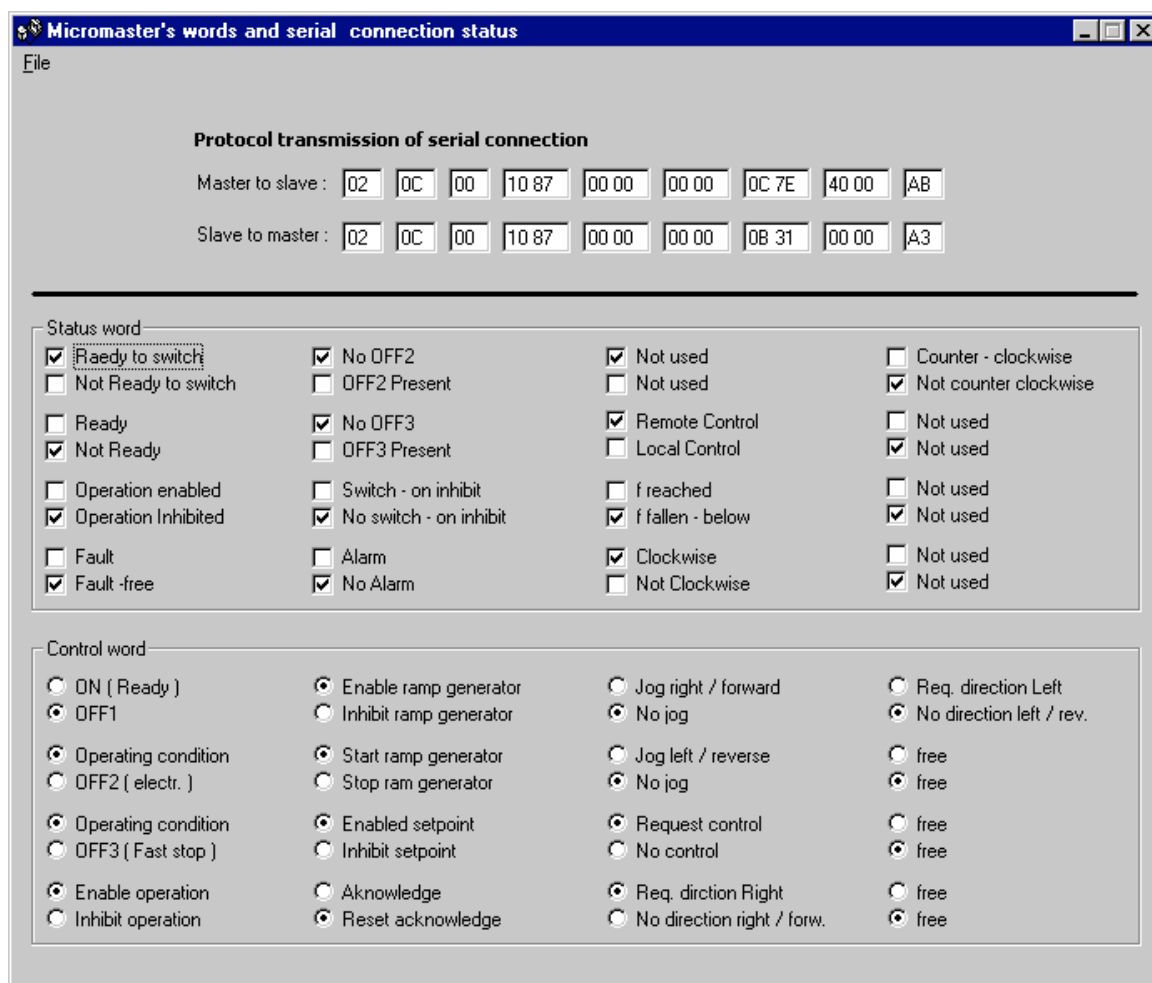 Micromaster's words and serial connection status
File
Protocol transmission of serial connection
Master to slave : 02 0C 00 10 87 00 00 00 00 0C 7E 40 00 AB
Slave to master : 02 0C 00 10 87 00 00 00 00 0B 31 00 00 A3
Status word
Raedy to switch No OFF2 Not used Counter - clockwise
Not Ready to switch OFF2 Present Not used Not counter clockwise
Ready No OFF3 Remote Control Not used
Not Ready OFF3 Present Local Control Not used
Operation enabled Switch - on inhibit f reached Not used
Operation Inhibited No switch - on inhibit f fallen - below Not used
Fault Alarm Clockwise Not used
Fault -free No Alarm Not Clockwise Not used
Control word
ON ( Ready ) Enable ramp generator Jog right / forward Req. direction Left
OFF1 Inhibit ramp generator No jog No direction left / rev.
Operating condition Start ramp generator Jog left / reverse free
OFF2 ( electr. ) Stop ram generator No jog free
Operating condition Enabled setpoint Request control free
OFF3 ( Fast stop ) Inhibit setpoint No control free
Enable operation Aknowledge Req. dirction Right free
Inhibit operation Reset acknowledge No direction right / forw. free